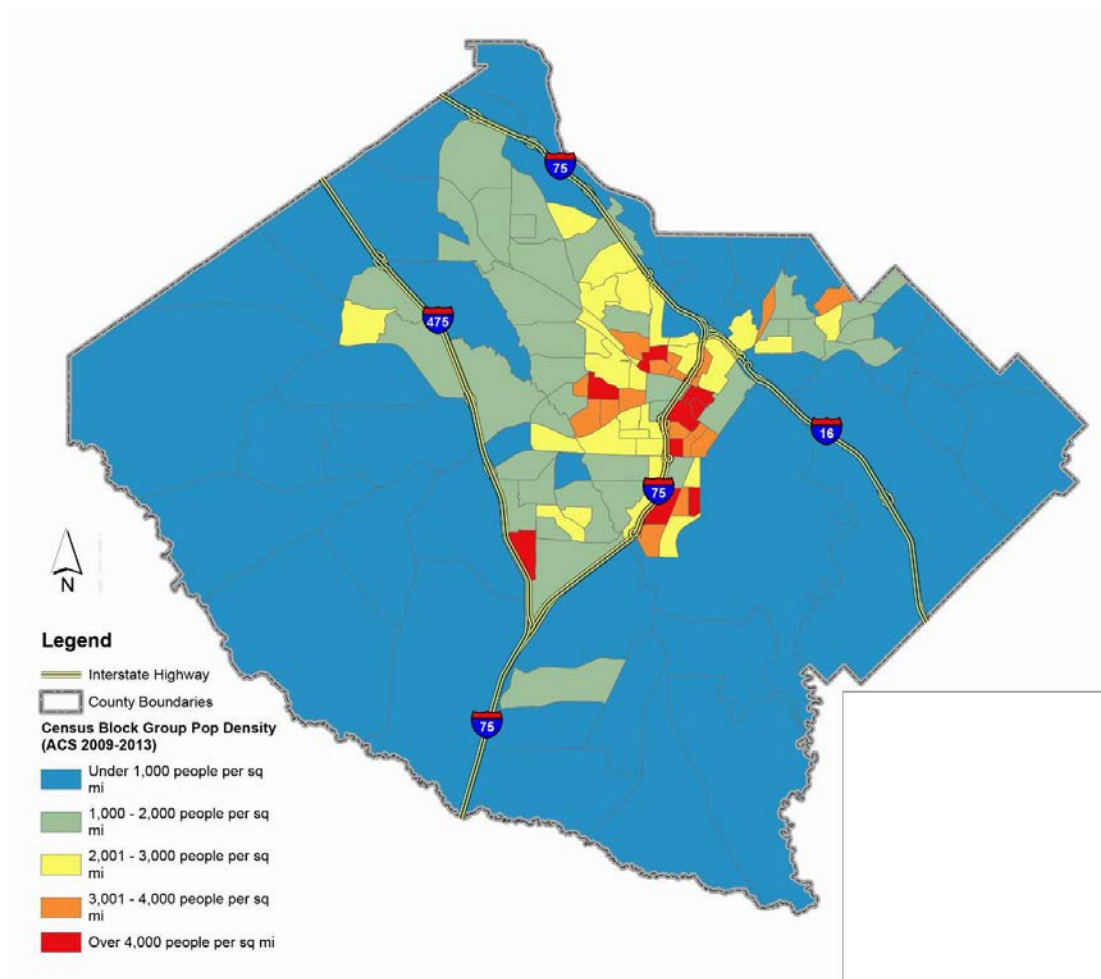 75
475
16
75
75
N
Legend
Interstate Highway
County Boundaries
Census Block Group Pop Density
(ACS 2009-2013)
Under 1,000 people per sq
mi
1,000 - 2,000 people per sq
mi
2,001 - 3,000 people per sq
mi
3,001 - 4,000 people per sq
mi
Over 4,000 people per sq mi